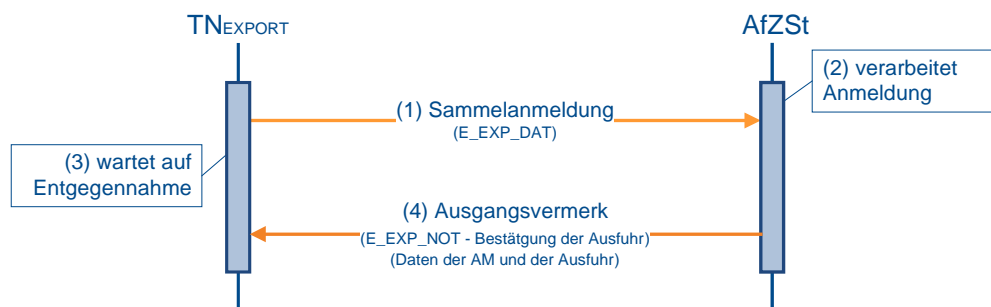 TNEXPORT
AfZSt
(2) verarbeitet
Anmeldung
(1) Sammelanmeldung
(E_EXP_DAT)
(3) wartet auf
Entgegennahme
(4) Ausgangsvermerk
(E_EXP_NOT - Bestätgung der Ausfuhr)
(Daten der AM und der Ausfuhr)